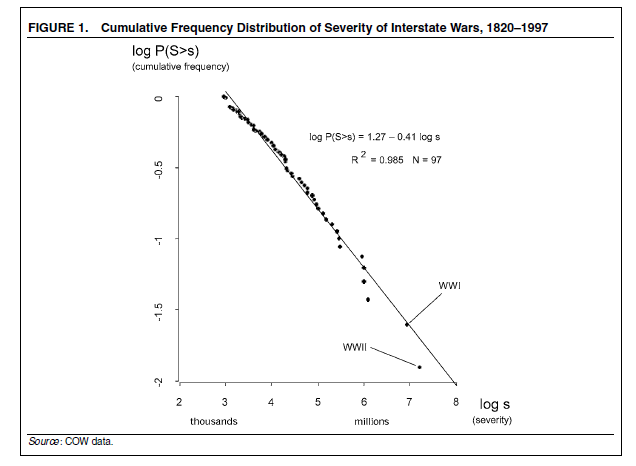 FIGURE 1. Cumulative Frequency Distribution of Severity of Interstate Wars, 1820–1997
log P(S>s)
(cumulative frequency)
0
-0.5
-1
-1.5
-2
log P(S>s) = 1.27 – 0.41 log s
R2 = 0.985 N = 97
WWI
WWII
2 3 4 5 6 7 8 log s
thousands millions (severity)
Source: COW data.